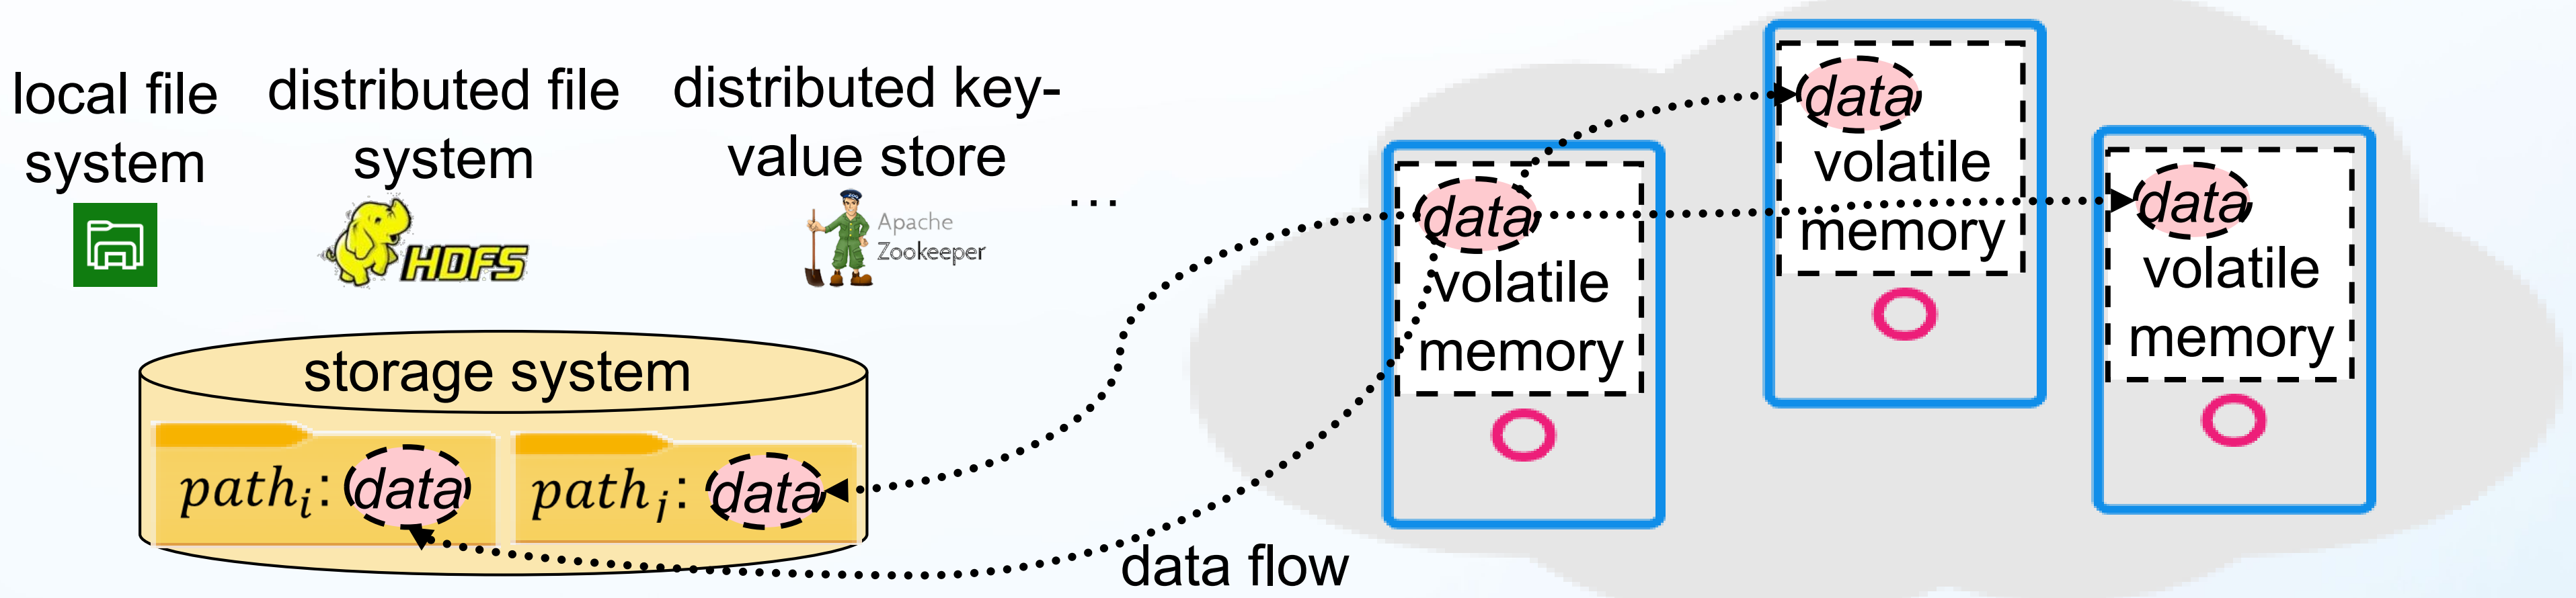 local file
system
distributed file
system
HDFS
distributed key-
value store
Apache
Zookeeper
...
storage system
path_i: data
path_j: data
data flow
data
volatile
memory
data
volatile
memory
data
volatile
memory